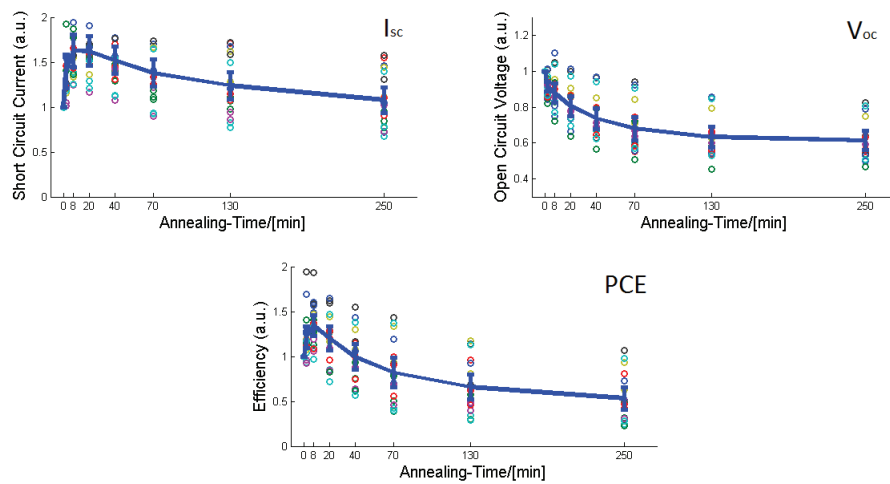 Isc
Short Circuit Current (a.u.)
2
1.5
1
0.5
0
0 8 20 40 70 130 250
Annealing-Time/[min]
Voc
Open Circuit Voltage (a.u.)
1.2
1
0.8
0.6
0.4
0 8 20 40 70 130 250
Annealing-Time/[min]
PCE
Efficiency (a.u.)
2
1.5
1
0.5
0
0 8 20 40 70 130 250
Annealing-Time/[min]